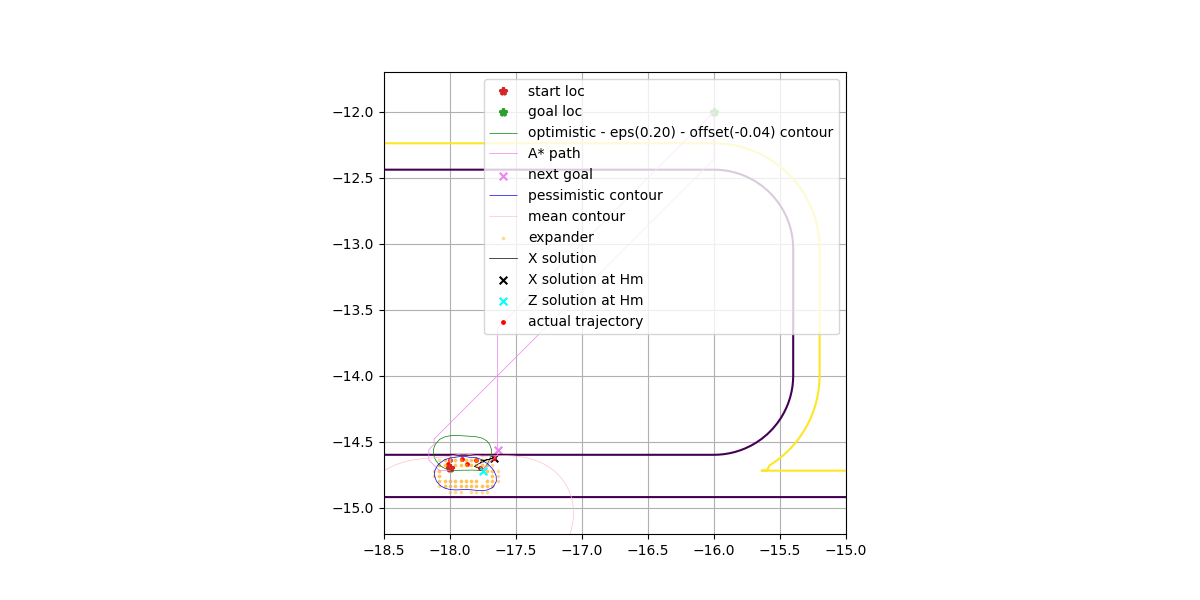 start loc
goal loc
optimistic - eps(0.20) - offset(-0.04) contour
A* path
next goal
pessimistic contour
mean contour
expander
X solution
X solution at Hm
Z solution at Hm
actual trajectory
−12.0
−12.5
−13.0
−13.5
−14.0
−14.5
−15.0
−18.5 −18.0 −17.5 −17.0 −16.5 −16.0 −15.5 −15.0